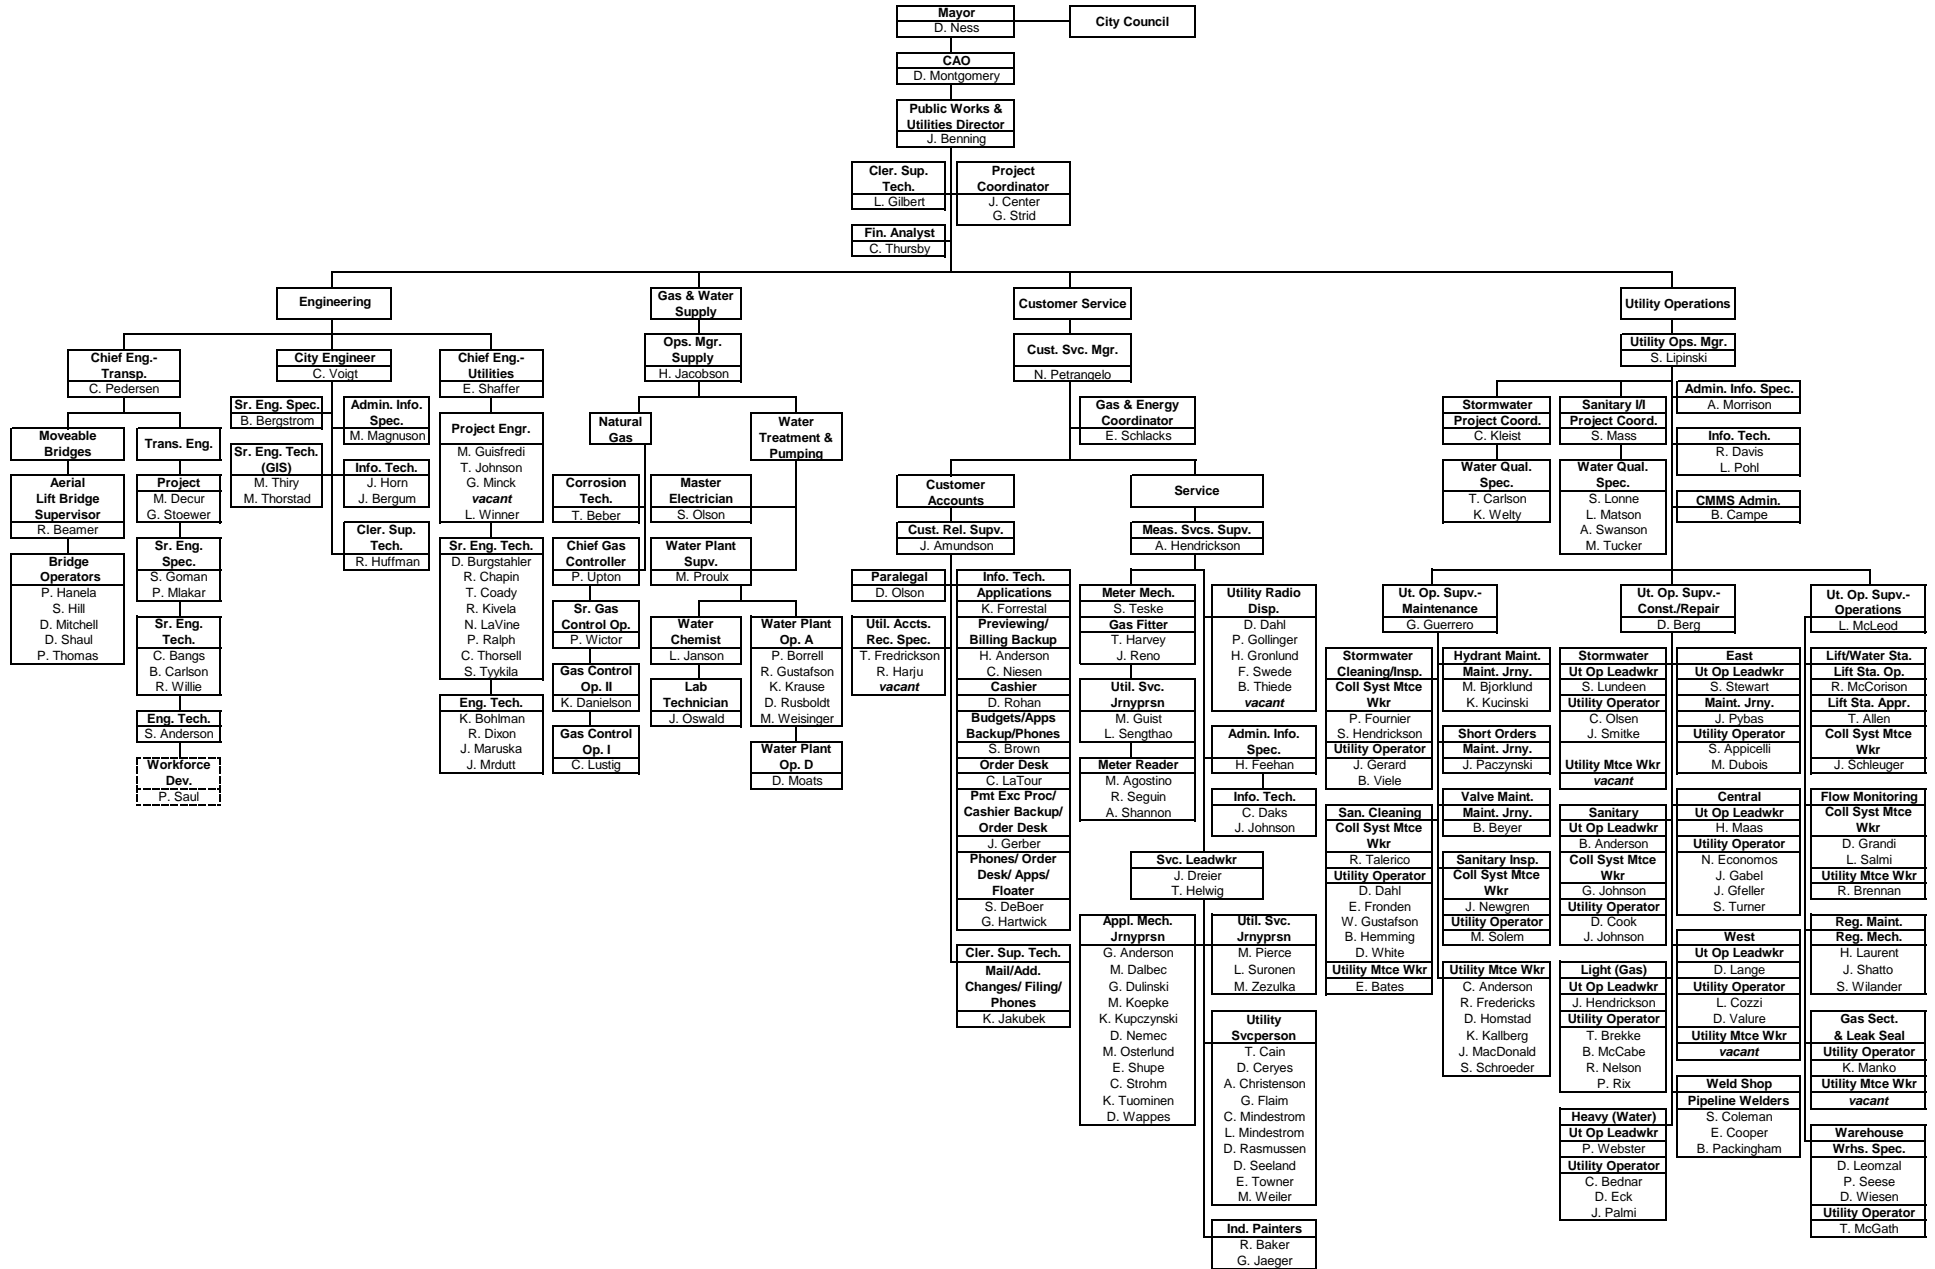 Mayor
D. Ness
City Council
CAO
D. Montgomery
Public Works &
Utilities Director
J. Benning
Cler. Sup.
Tech.
L. Gilbert
Project
Coordinator
J. Center
G. Strid
Fin. Analyst
C. Thursby
Engineering
Chief Eng.-
Transp.
C. Pedersen
Moveable
Bridges
Aerial
Lift Bridge
Supervisor
R. Beamer
Bridge
Operators
P. Hanela
S. Hill
D. Mitchell
D. Shaul
P. Thomas
Trans. Eng.
Project
M. Decur
G. Stoewer
Sr. Eng.
Spec.
S. Goman
P. Mlakar
Sr. Eng.
Tech.
C. Bangs
B. Carlson
R. Willie
Eng. Tech.
S. Anderson
Workforce
Dev.
P. Saul
City Engineer
C. Voigt
Sr. Eng. Spec.
B. Bergstrom
Sr. Eng. Tech.
(GIS)
M. Thiry
M. Thorstad
Admin. Info.
Spec.
M. Magnuson
Info. Tech.
J. Horn
J. Bergum
Cler. Sup.
Tech.
R. Huffman
Chief Eng.-
Utilities
E. Shaffer
Project Engr.
M. Guisfredi
T. Johnson
G. Minck
vacant
L. Winner
Sr. Eng. Tech.
D. Burgstahler
R. Chapin
T. Coady
R. Kivela
N. LaVine
P. Ralph
C. Thorsell
S. Tyykila
Eng. Tech.
K. Bohlman
R. Dixon
J. Maruska
J. Mrdutt
Gas & Water
Supply
Ops. Mgr.
Supply
H. Jacobson
Natural
Gas
Corrosion
Tech.
T. Beber
Chief Gas
Controller
P. Upton
Sr. Gas
Control Op.
P. Wictor
Gas Control
Op. II
K. Danielson
Gas Control
Op. I
C. Lustig
Water
Treatment &
Pumping
Master
Electrician
S. Olson
Water Plant
Supv.
M. Proulx
Water
Chemist
L. Janson
Lab
Technician
J. Oswald
Water Plant
Op. A
P. Borrell
R. Gustafson
K. Krause
D. Rusboldt
M. Weisinger
Water Plant
Op. D
D. Moats
Customer Service
Cust. Svc. Mgr.
N. Petrangelo
Gas & Energy
Coordinator
E. Schlacks
Customer
Accounts
Cust. Rel. Supv.
J. Amundson
Paralegal
D. Olson
Util. Accts.
Rec. Spec.
T. Fredrickson
R. Harju
vacant
Info. Tech.
Applications
K. Forrestal
Previewing/
Billing Backup
H. Anderson
C. Niesen
Cashier
D. Rohan
Budgets/Apps
Backup/Phones
S. Brown
Order Desk
C. LaTour
Pmt Exc Proc/
Cashier Backup/
Order Desk
J. Gerber
Phones/ Order
Desk/ Apps/
Floater
S. DeBoer
G. Hartwick
Cler. Sup. Tech.
Mail/Add.
Changes/ Filing/
Phones
K. Jakubek
Service
Meas. Svcs. Supv.
A. Hendrickson
Meter Mech.
S. Teske
Gas Fitter
T. Harvey
J. Reno
Util. Svc.
Jrnyprsn
M. Guist
L. Sengthao
Meter Reader
M. Agostino
R. Seguin
A. Shannon
Utility Radio
Disp.
D. Dahl
P. Gollinger
H. Gronlund
F. Swede
B. Thiede
vacant
Admin. Info.
Spec.
H. Feehan
Info. Tech.
C. Daks
J. Johnson
Svc. Leadwkr
J. Dreier
T. Helwig
Appl. Mech.
Jrnyprsn
G. Anderson
M. Dalbec
G. Dulinski
M. Koepke
K. Kupczynski
D. Nemec
M. Osterlund
E. Shupe
C. Strohm
K. Tuominen
D. Wappes
Util. Svc.
Jrnyprsn
M. Pierce
L. Suronen
M. Zezulka
Utility
Svcperson
T. Cain
D. Ceryes
A. Christenson
G. Flaim
C. Mindestrom
L. Mindestrom
D. Rasmussen
D. Seeland
E. Towner
M. Weiler
Ind. Painters
R. Baker
G. Jaeger
Utility Operations
Utility Ops. Mgr.
S. Lipinski
Stormwater
Project Coord.
C. Kleist
Water Qual.
Spec.
T. Carlson
K. Welty
Sanitary I/I
Project Coord.
S. Mass
Water Qual.
Spec.
S. Lonne
L. Matson
A. Swanson
M. Tucker
Admin. Info. Spec.
A. Morrison
Info. Tech.
R. Davis
L. Pohl
CMMS Admin.
B. Campe
Ut. Op. Supv.-
Maintenance
G. Guerrero
Stormwater
Cleaning/Insp.
Coll Syst Mtce
Wkr
P. Fournier
S. Hendrickson
Utility Operator
J. Gerard
B. Viele
San. Cleaning
Coll Syst Mtce
Wkr
R. Talerico
Utility Operator
D. Dahl
E. Fronden
W. Gustafson
B. Hemming
D. White
Utility Mtce Wkr
E. Bates
Hydrant Maint.
Maint. Jrny.
M. Bjorklund
K. Kucinski
Short Orders
Maint. Jrny.
J. Paczynski
Valve Maint.
Maint. Jrny.
B. Beyer
Sanitary Insp.
Coll Syst Mtce
Wkr
J. Newgren
Utility Operator
M. Solem
Utility Mtce Wkr
C. Anderson
R. Fredericks
D. Homstad
K. Kallberg
J. MacDonald
S. Schroeder
Ut. Op. Supv.-
Const./Repair
D. Berg
Stormwater
Ut Op Leadwkr
S. Lundeen
Utility Operator
C. Olsen
J. Smitke
Utility Mtce Wkr
vacant
Sanitary
Ut Op Leadwkr
B. Anderson
Coll Syst Mtce
Wkr
G. Johnson
Utility Operator
D. Cook
J. Johnson
Light (Gas)
Ut Op Leadwkr
J. Hendrickson
Utility Operator
T. Brekke
B. McCabe
R. Nelson
P. Rix
Heavy (Water)
Ut Op Leadwkr
P. Webster
Utility Operator
C. Bednar
D. Eck
J. Palmi
East
Ut Op Leadwkr
S. Stewart
Maint. Jrny.
J. Pybas
Utility Operator
S. Appicelli
M. Dubois
Central
Ut Op Leadwkr
H. Maas
Utility Operator
N. Economos
J. Gabel
J. Gfeller
S. Turner
West
Ut Op Leadwkr
D. Lange
Utility Operator
L. Cozzi
D. Valure
Utility Mtce Wkr
vacant
Weld Shop
Pipeline Welders
S. Coleman
E. Cooper
B. Packingham
Ut. Op. Supv.-
Operations
L. McLeod
Lift/Water Sta.
Lift Sta. Op.
R. McCorison
Lift Sta. Appr.
T. Allen
Coll Syst Mtce
Wkr
J. Schleuger
Flow Monitoring
Coll Syst Mtce
Wkr
D. Grandi
L. Salmi
Utility Mtce Wkr
R. Brennan
Reg. Maint.
Reg. Mech.
H. Laurent
J. Shatto
S. Wilander
Gas Sect.
& Leak Seal
Utility Operator
K. Manko
Utility Mtce Wkr
vacant
Warehouse
Wrhs. Spec.
D. Leomzal
P. Seese
D. Wiesen
Utility Operator
T. McGath